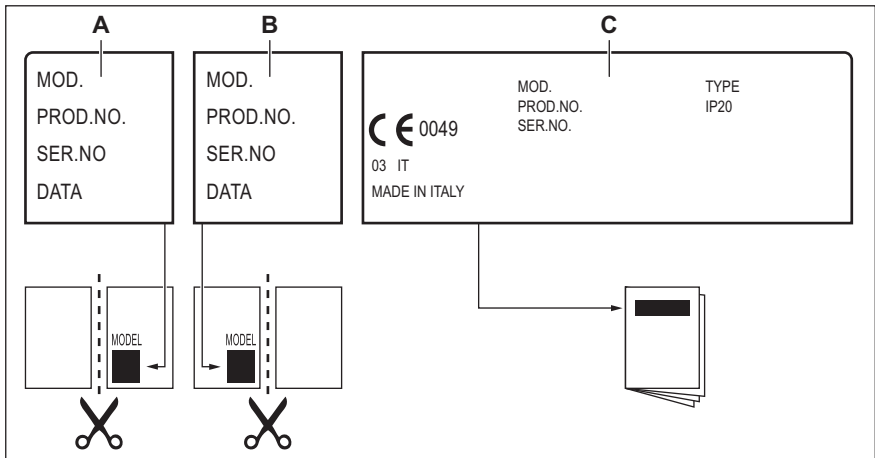 A
B
C
MOD.
PROD.NO.
SER.NO
DATA
MOD.
PROD.NO.
SER.NO
DATA
MOD.
PROD.NO.
SER.NO.
TYPE
IP20
CE 0049
03 IT
MADE IN ITALY
MODEL
MODEL